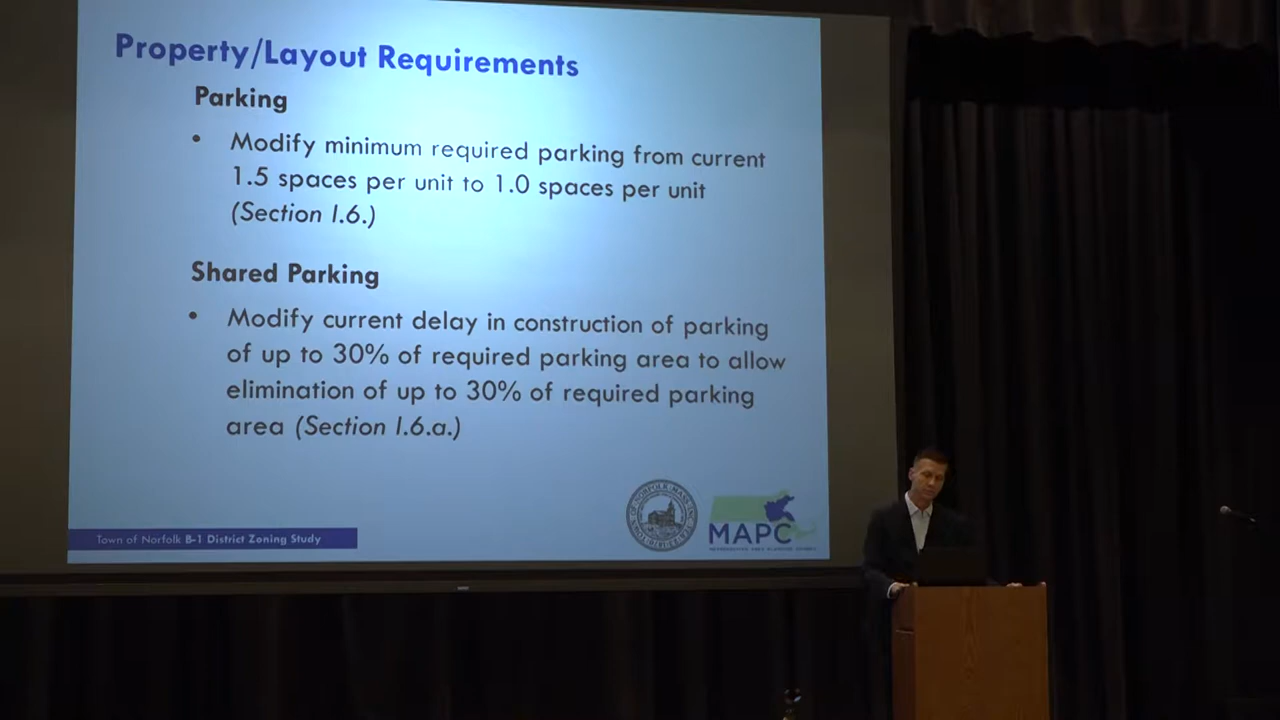 Property/Layout Requirements
Parking
• Modify minimum required parking from current
1.5 spaces per unit to 1.0 spaces per unit
(Section I.6.)
Shared Parking
• Modify current delay in construction of parking
of up to 30% of required parking area to allow
elimination of up to 30% of required parking
area (Section I.6.a.)
Town of Norfolk B-1 District Zoning Study
MAPC